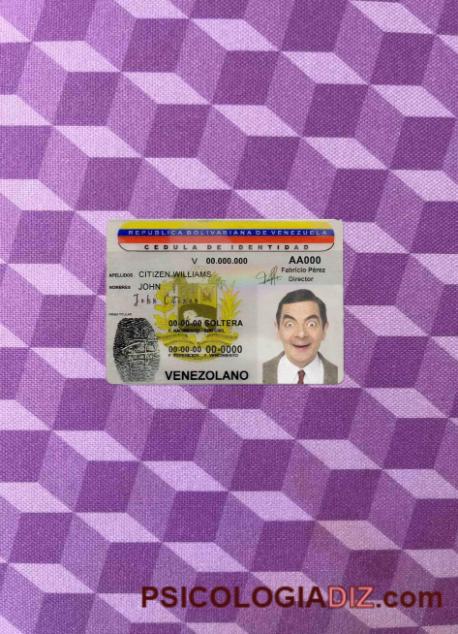 REPUBLICA BOLIVARIANA DE VENEZUELA
CEDULA DE IDENTIDAD
V 00.000.000 AA000
Fabricio Pérez
Director
APELLIDOS CITIZEN WILLIAMS
NOMBRES JOHN
John Citizen
FIRMA TITULAR
00-00-00 SOLTERA
F. NACIMIENTO
00-00-00 00-0000
F. EXPEDICION F. VENCIMIENTO
VENEZOLANO
PSICOLOGIADIZ.com